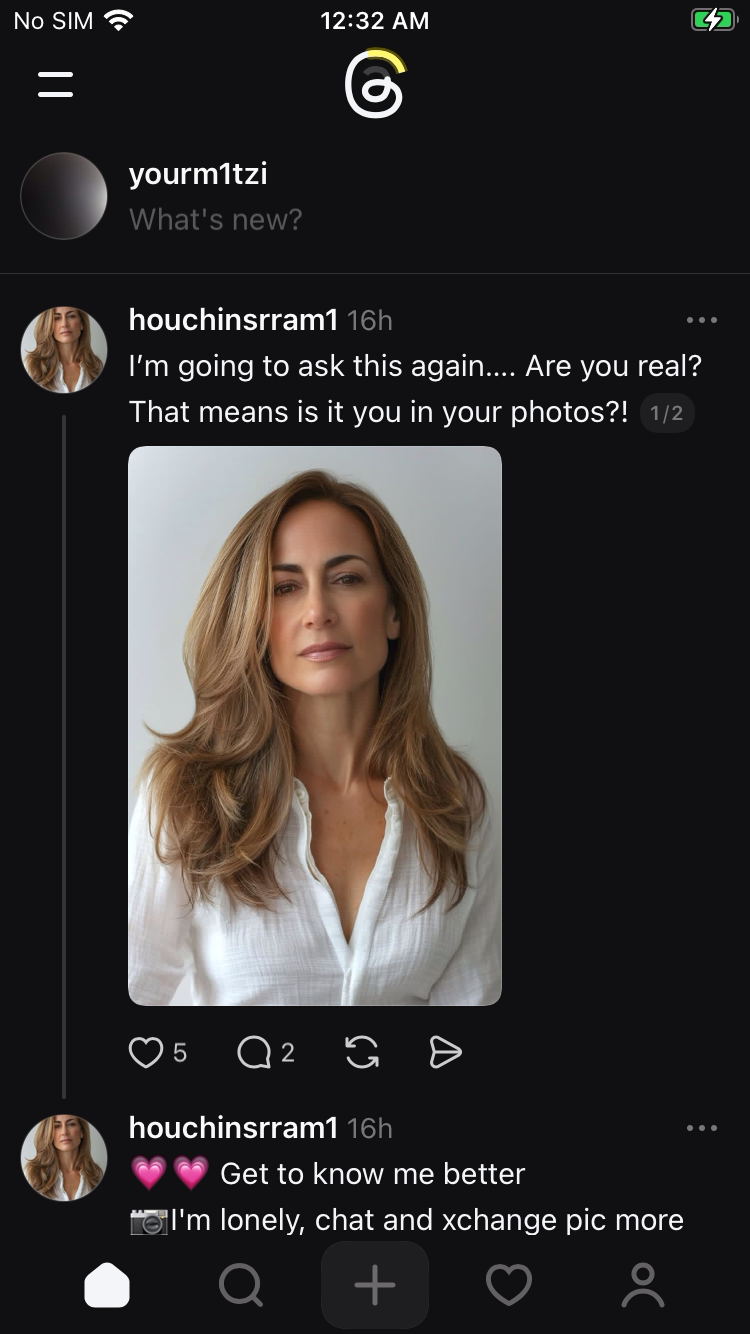 No SIM 12:32 AM
yourm1tzi
What's new?
houchinsrram1 16h
I’m going to ask this again.... Are you real?
That means is it you in your photos?! 1/2
5 2
houchinsrram1 16h
💗💗 Get to know me better
📷I'm lonely, chat and xchange pic more